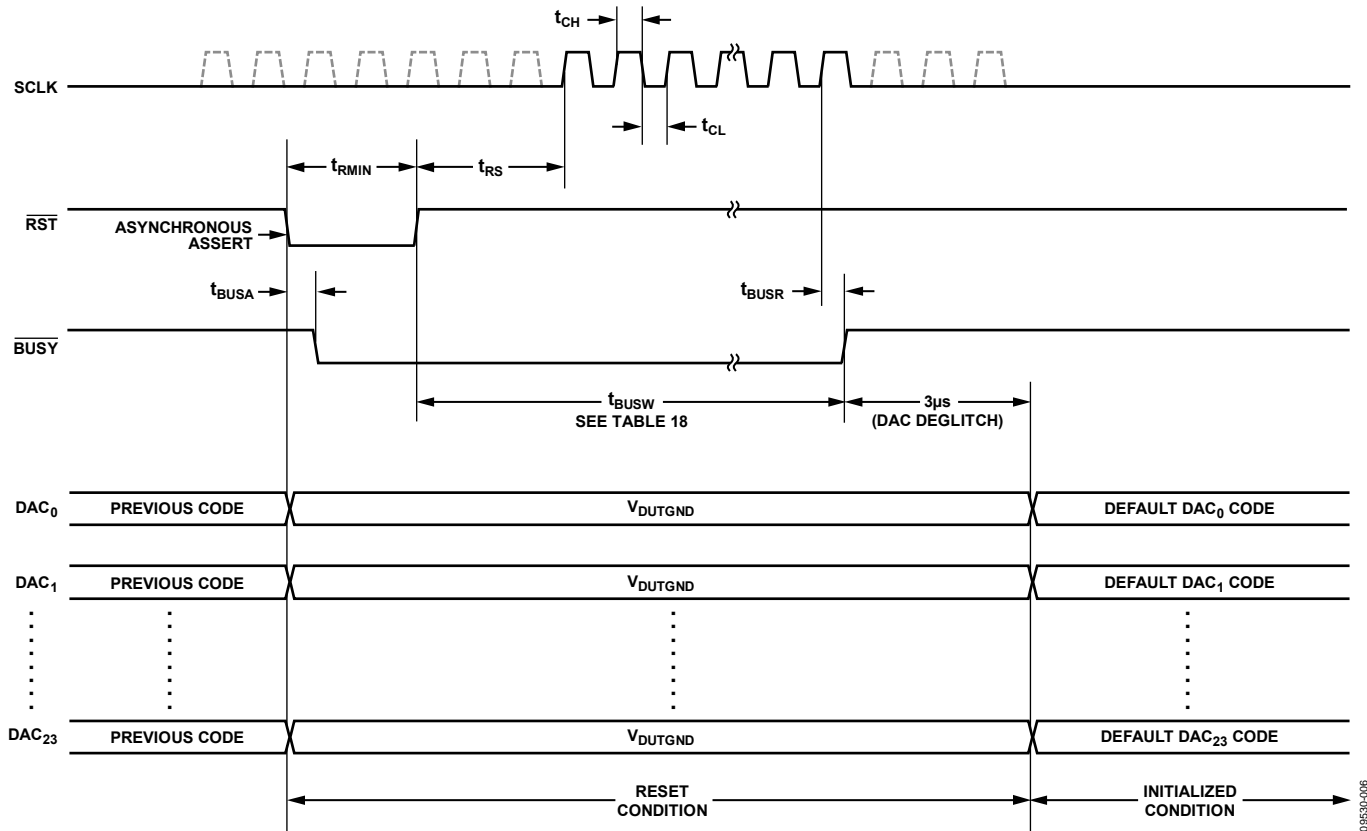 tCH
SCLK
tCL
tRMIN
tRS
RST
ASYNCHRONOUS
ASSERT
tBUSA
tBUSR
BUSY
tBUSW
SEE TABLE 18
3µs
(DAC DEGLITCH)
DAC0 PREVIOUS CODE VDUTGND DEFAULT DAC0 CODE
DAC1 PREVIOUS CODE VDUTGND DEFAULT DAC1 CODE
DAC23 PREVIOUS CODE VDUTGND DEFAULT DAC23 CODE
RESET
CONDITION
INITIALIZED
CONDITION
09530-006